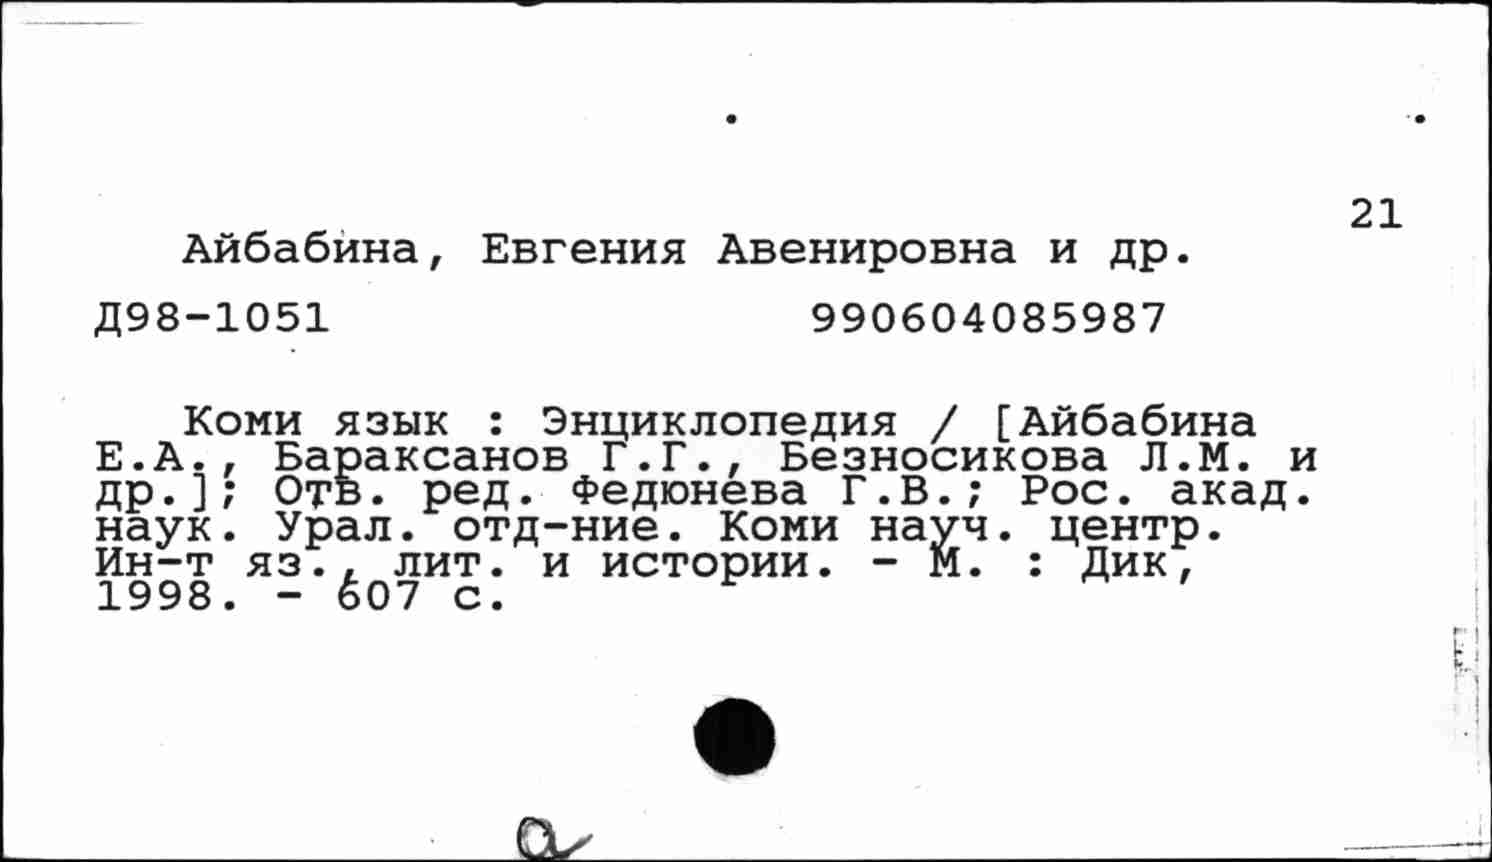 21
Айбабина, Евгения Авенировна и др.
Д98-1051 990604085987
Коми язык : Энциклопедия / [Айбабина
Е.А., Бараксанов Г.Г., Безносикова Л.М. и
др.]; Отв. ред. Федюнева Г.В.; Рос. акад.
наук. Урал. отд-ние. Коми науч. центр.
Ин-т яз., лит. и истории. - М. : Дик,
1998. - 607 с.
а